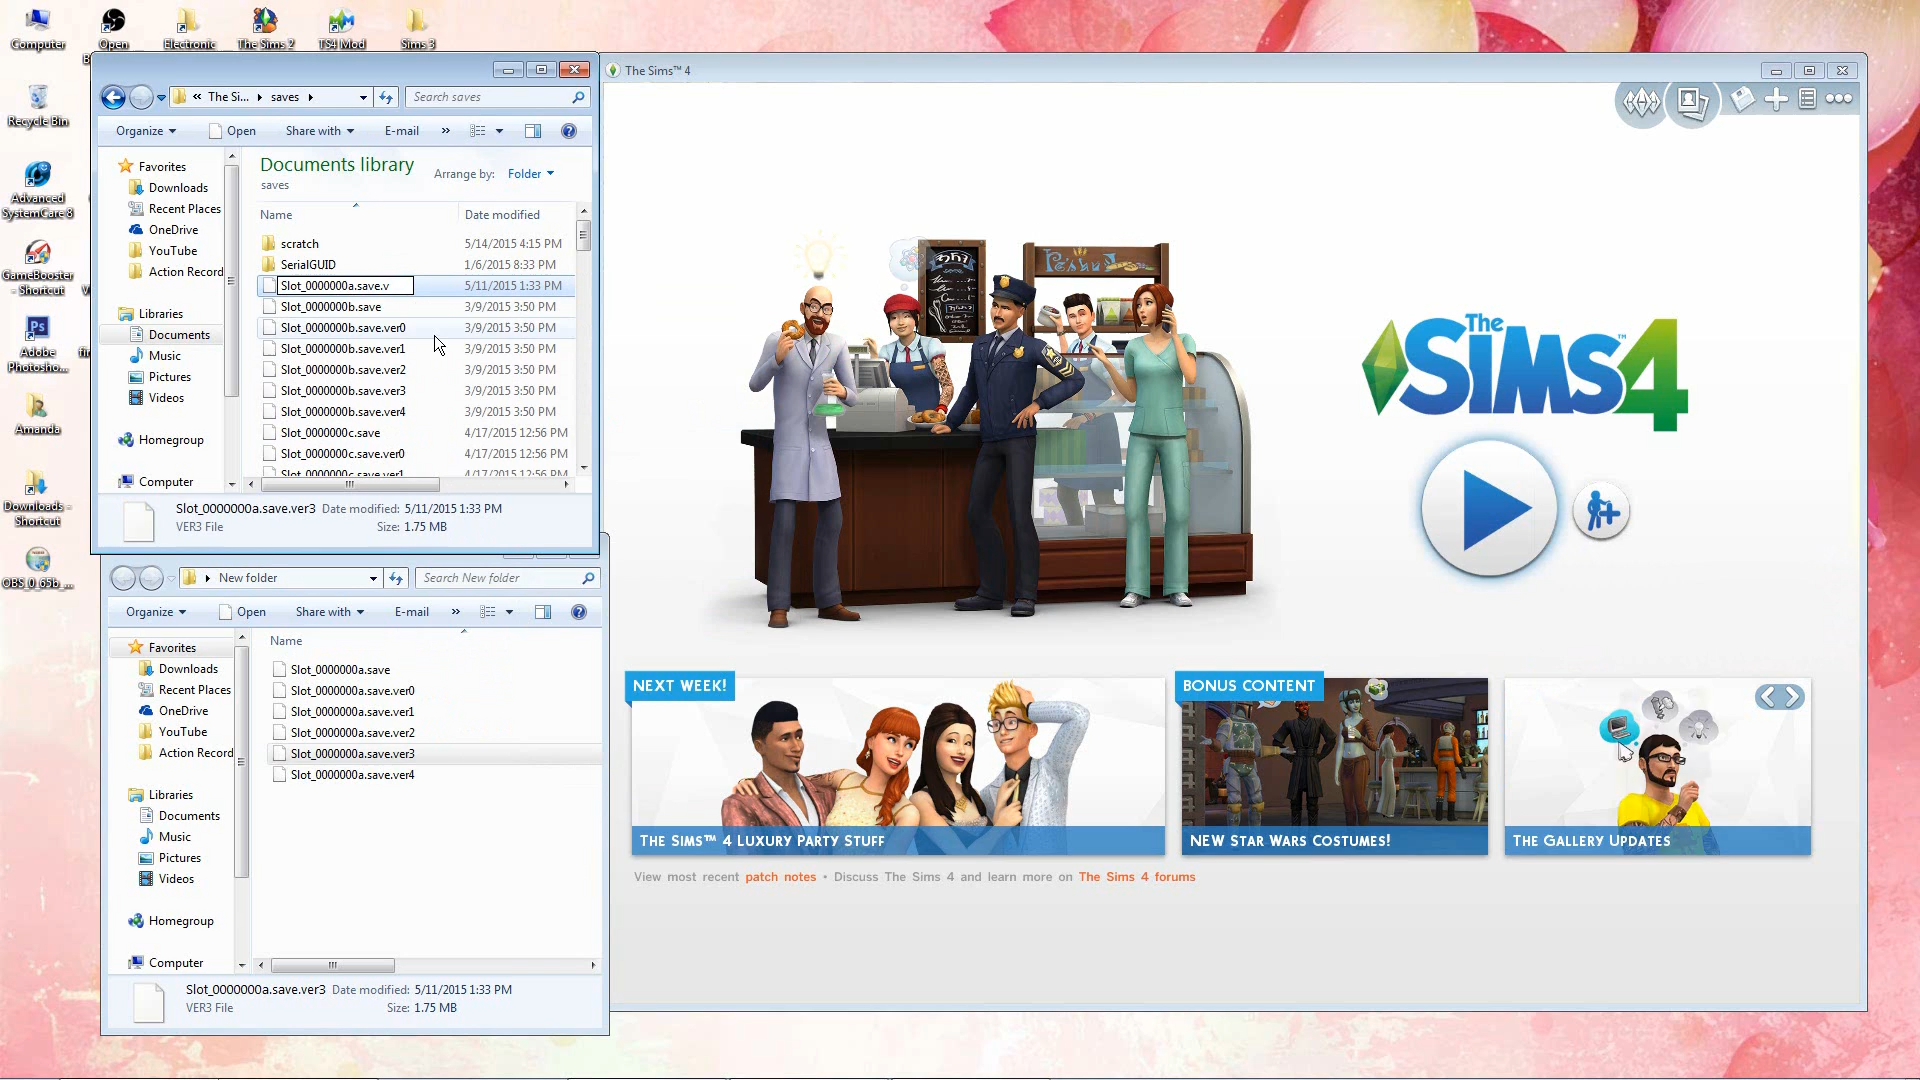 Computer
Open
Electronic
The Sims 2
TS4 Mod
Sims 3
Recycle Bin
Advanced
SystemCare 8
GameBooster
- Shortcut
Adobe
Photosho...
Amanda
Downloads -
Shortcut
OBS_0_65b_...
« The Si... saves
Search saves
Organize
Open
Share with
E-mail
»
Favorites
Downloads
Recent Places
OneDrive
YouTube
Action Record
Libraries
Documents
Music
Pictures
Videos
Homegroup
Computer
Documents library
saves
Arrange by: Folder
Name Date modified
scratch 5/14/2015 4:15 PM
SerialGUID 1/6/2015 8:33 PM
Slot_0000000a.save.v 5/11/2015 1:33 PM
Slot_0000000b.save 3/9/2015 3:50 PM
Slot_0000000b.save.ver0 3/9/2015 3:50 PM
Slot_0000000b.save.ver1 3/9/2015 3:50 PM
Slot_0000000b.save.ver2 3/9/2015 3:50 PM
Slot_0000000b.save.ver3 3/9/2015 3:50 PM
Slot_0000000b.save.ver4 3/9/2015 3:50 PM
Slot_0000000c.save 4/17/2015 12:56 PM
Slot_0000000c.save.ver0 4/17/2015 12:56 PM
Slot_0000000c.save.ver1 4/17/2015 12:56 PM
Slot_0000000a.save.ver3 Date modified: 5/11/2015 1:33 PM
VER3 File Size: 1.75 MB
New folder
Search New folder
Organize
Open
Share with
E-mail
»
Favorites
Downloads
Recent Places
OneDrive
YouTube
Action Record
Libraries
Documents
Music
Pictures
Videos
Homegroup
Computer
Name
Slot_0000000a.save
Slot_0000000a.save.ver0
Slot_0000000a.save.ver1
Slot_0000000a.save.ver2
Slot_0000000a.save.ver3
Slot_0000000a.save.ver4
Slot_0000000a.save.ver3 Date modified: 5/11/2015 1:33 PM
VER3 File Size: 1.75 MB
The Sims™ 4
The
SiMS™ 4
NEXT WEEK!
THE SIMS™ 4 LUXURY PARTY STUFF
BONUS CONTENT
NEW STAR WARS COSTUMES!
THE GALLERY UPDATES
View most recent patch notes • Discuss The Sims 4 and learn more on The Sims 4 forums